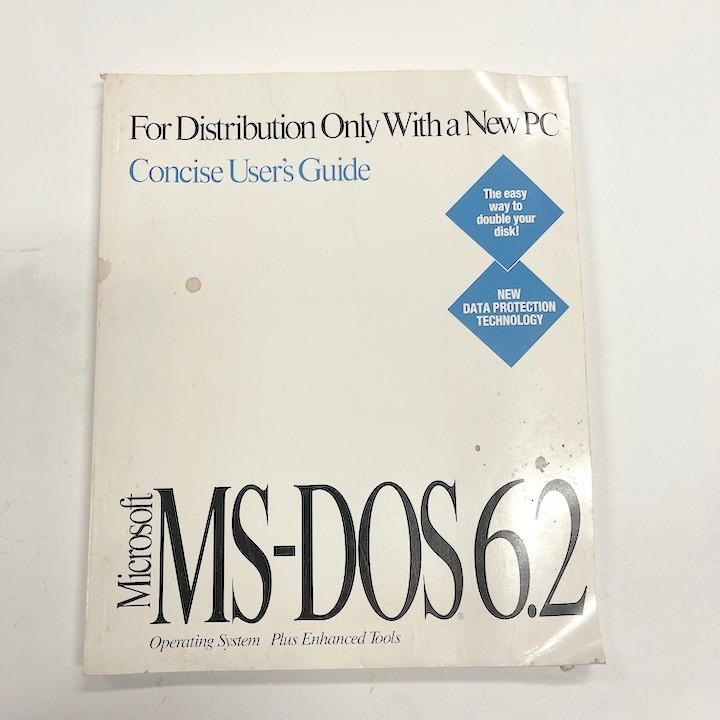 For Distribution Only With a New PC
Concise User's Guide
The easy
way to
double your
disk!
NEW
DATA PROTECTION
TECHNOLOGY
Microsoft
MS-DOS® 6.2
Operating System Plus Enhanced Tools